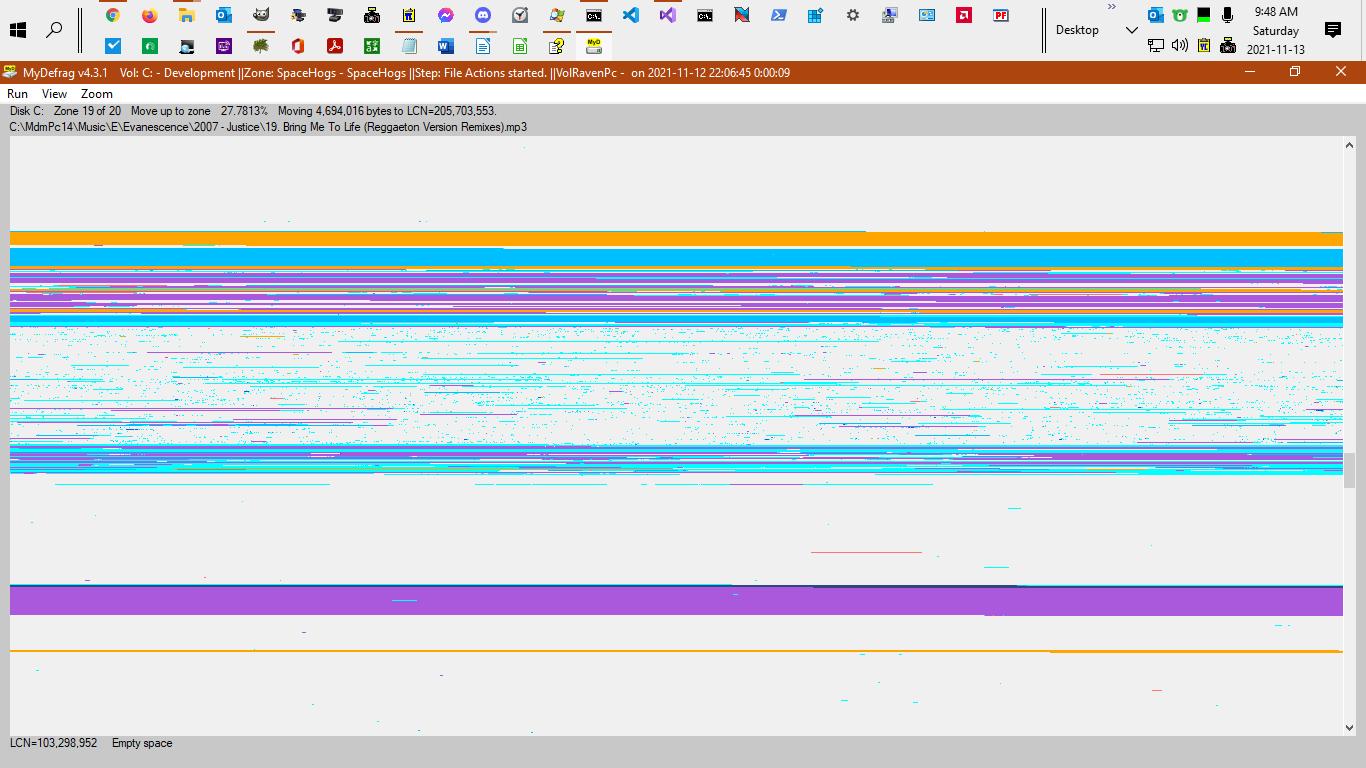 9:48 AM
Desktop
Saturday
2021-11-13
MyDefrag v4.3.1 Vol: C: - Development ||Zone: SpaceHogs - SpaceHogs ||Step: File Actions started. ||VolRavenPc - on 2021-11-12 22:06:45 0:00:09
Run View Zoom
Disk C: Zone 19 of 20 Move up to zone 27.7813% Moving 4,694,016 bytes to LCN=205,703,553.
C:\MdmPc14\Music\E\Evanescence\2007 - Justice\19. Bring Me To Life (Reggaeton Version Remixes).mp3
LCN=103,298,952 Empty space